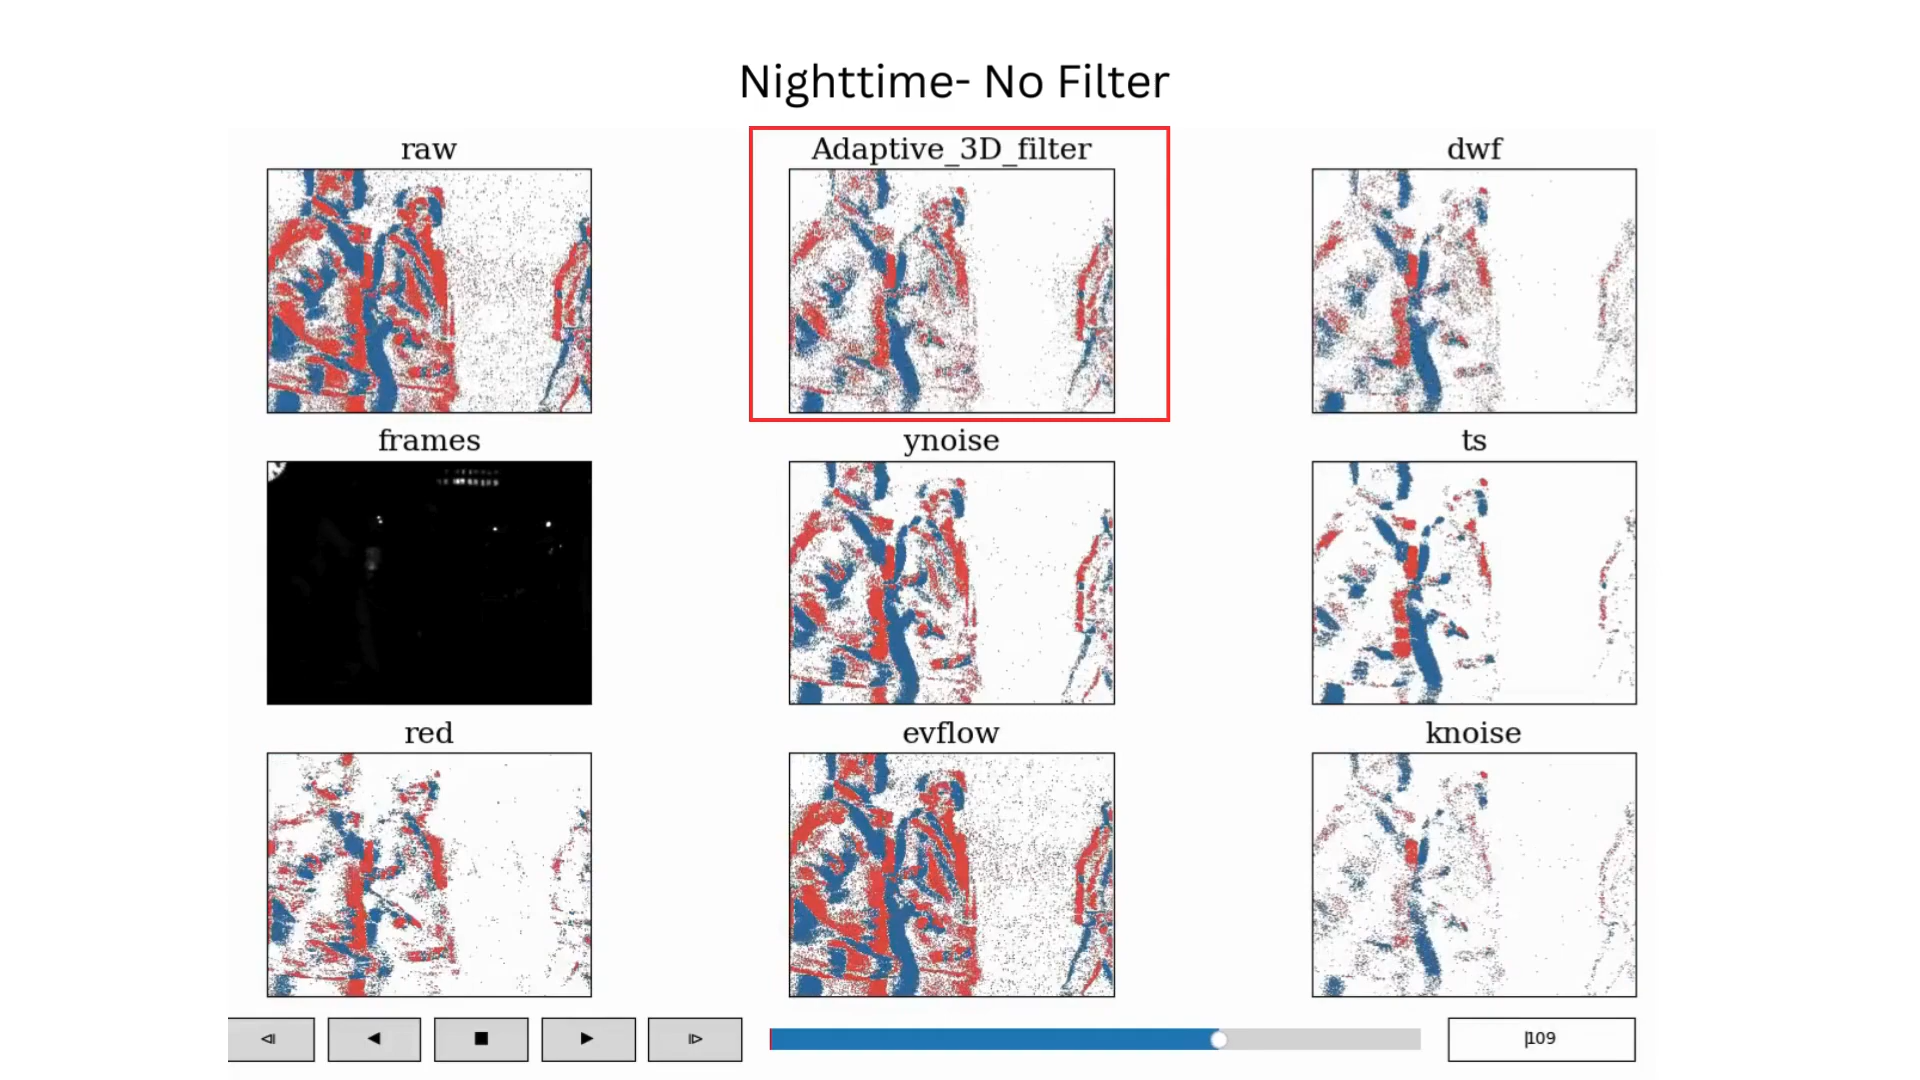 Nighttime- No Filter
raw
Adaptive_3D_filter
dwf
frames
ynoise
ts
red
evflow
knoise
109